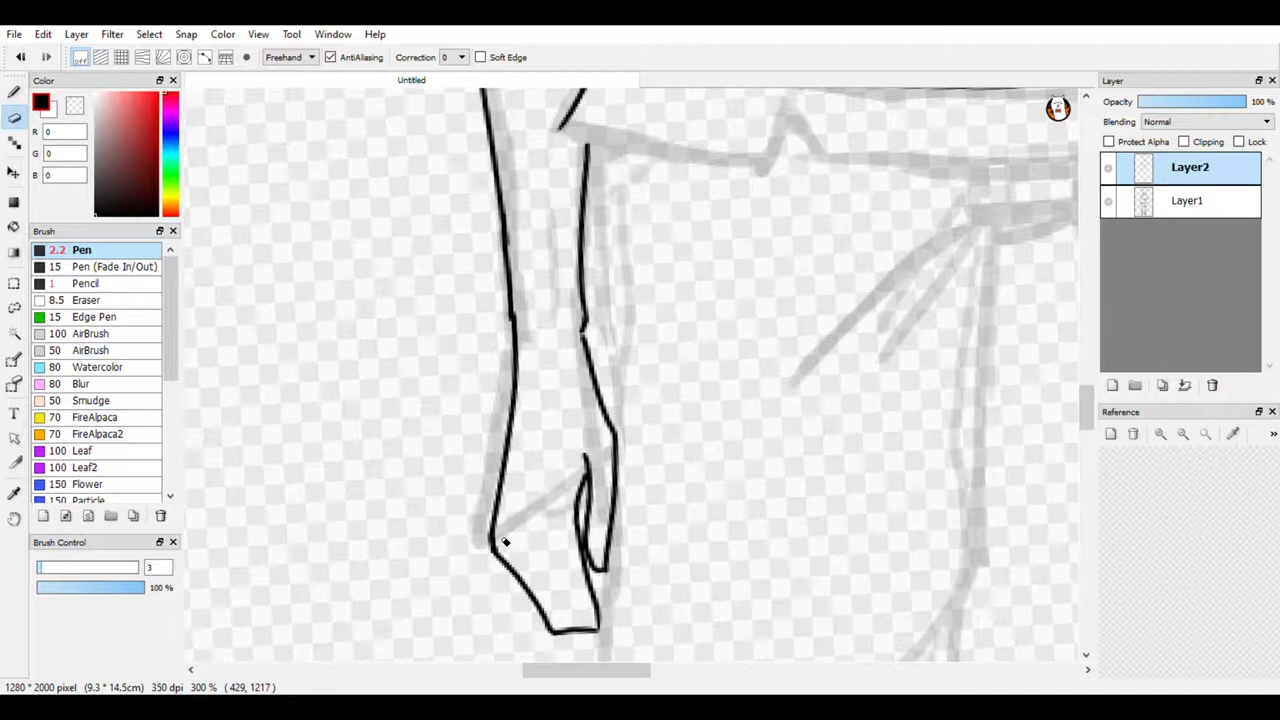 File Edit Layer Filter Select Snap Color View Tool Window Help
off Freehand AntiAliasing Correction 0 Soft Edge
Color
Untitled
Layer
R 0
G 0
B 0
Opacity 100 %
Blending Normal
Protect Alpha Clipping Lock
Layer2
Layer1
Brush
2.2 Pen
15 Pen (Fade In/Out)
1 Pencil
8.5 Eraser
15 Edge Pen
100 AirBrush
50 AirBrush
80 Watercolor
80 Blur
50 Smudge
70 FireAlpaca
70 FireAlpaca2
100 Leaf
100 Leaf2
150 Flower
150 Particle
Reference
»
Brush Control
3
100 %
1280 * 2000 pixel (9.3 * 14.5cm) 350 dpi 300 % ( 429, 1217 )